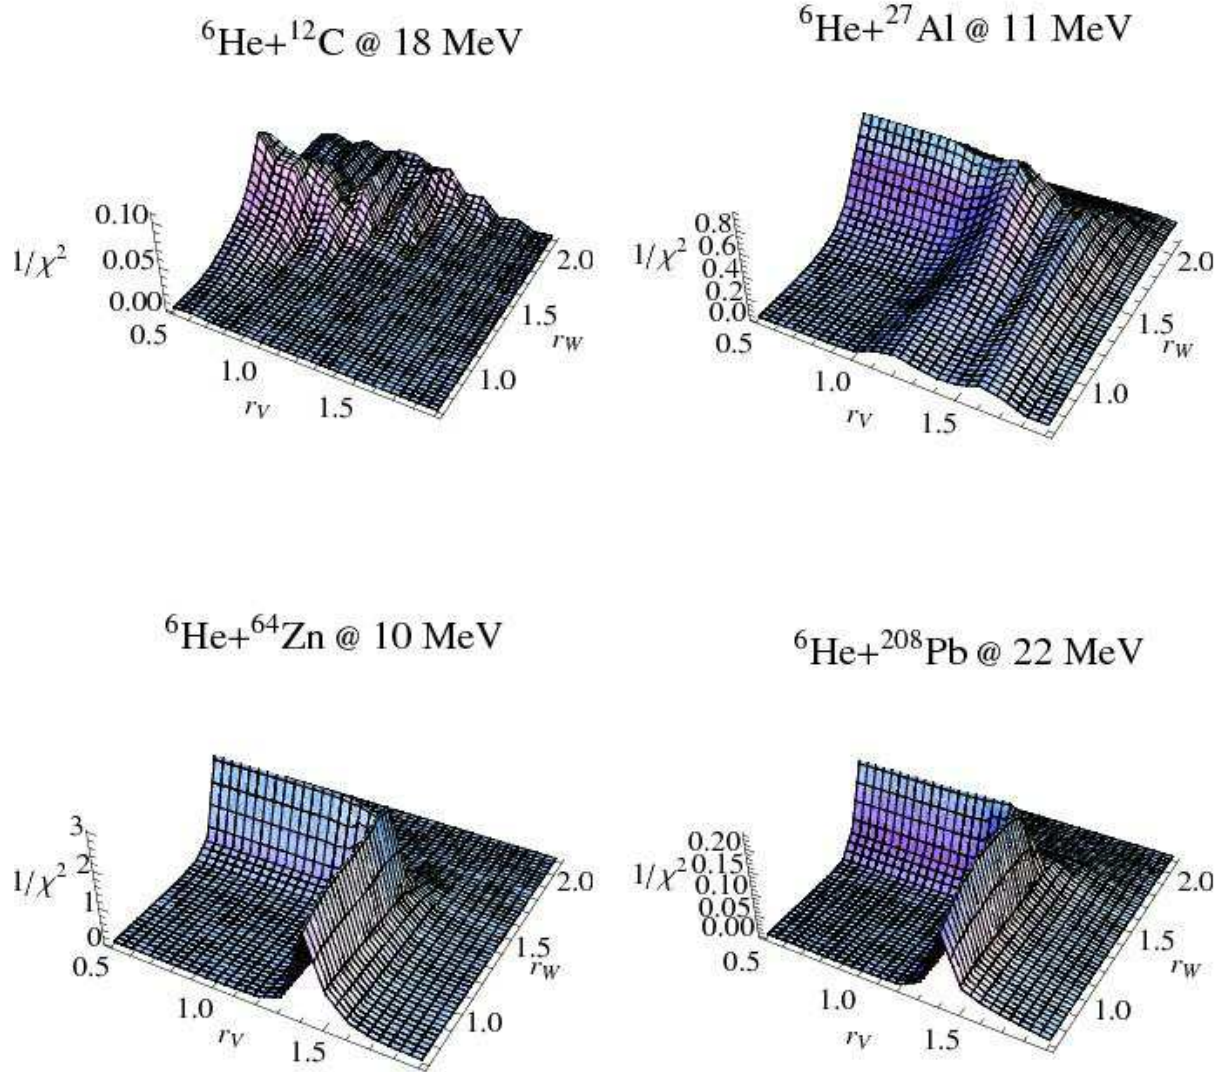 ⁶He+¹²C @ 18 MeV
0.10
1/χ² 0.05
0.00
0.5
1.0
r_V
1.5
2.0
1.5
r_W
1.0
⁶He+²⁷Al @ 11 MeV
0.8
0.6
1/χ² 0.4
0.2
0.0
0.5
1.0
r_V
1.5
2.0
1.5
r_W
1.0
⁶He+⁶⁴Zn @ 10 MeV
3
2
1/χ²
1
0
0.5
1.0
r_V
1.5
2.0
1.5
r_W
1.0
⁶He+²⁰⁸Pb @ 22 MeV
0.20
0.15
1/χ² 0.10
0.05
0.00
0.5
1.0
r_V
1.5
2.0
1.5
r_W
1.0